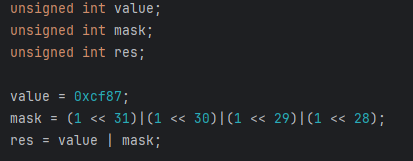 unsigned int value;
unsigned int mask;
unsigned int res;
value = 0xcf87;
mask = (1 << 31)|(1 << 30)|(1 << 29)|(1 << 28);
res = value | mask;